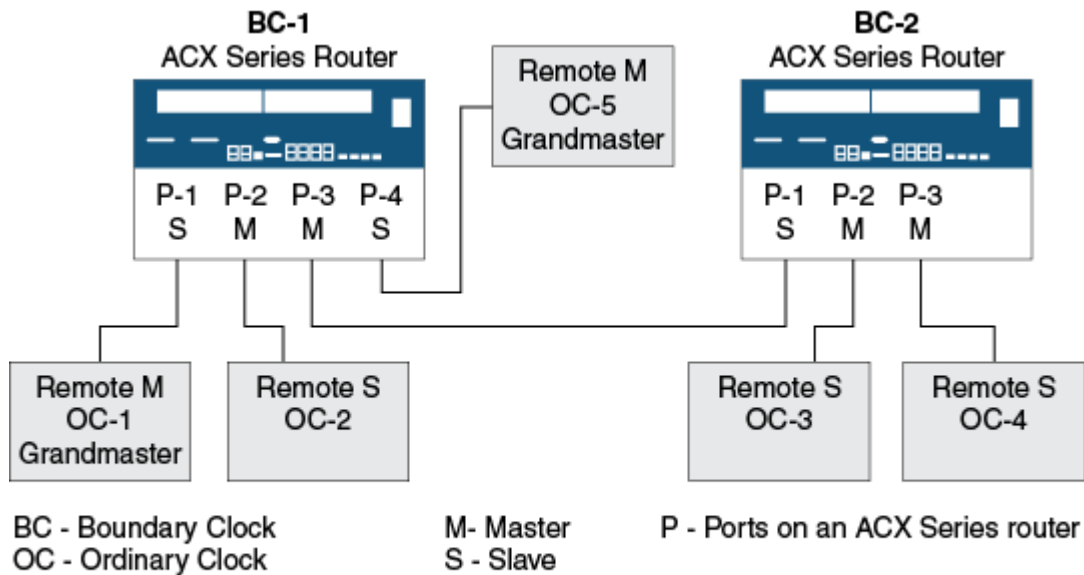 BC-1
ACX Series Router
BC-2
ACX Series Router
Remote M
OC-5
Grandmaster
P-1 P-2 P-3 P-4
S M M S
P-1 P-2 P-3
S M M
Remote M
OC-1
Grandmaster
Remote S
OC-2
Remote S
OC-3
Remote S
OC-4
BC - Boundary Clock
OC - Ordinary Clock
M- Master
S - Slave
P - Ports on an ACX Series router